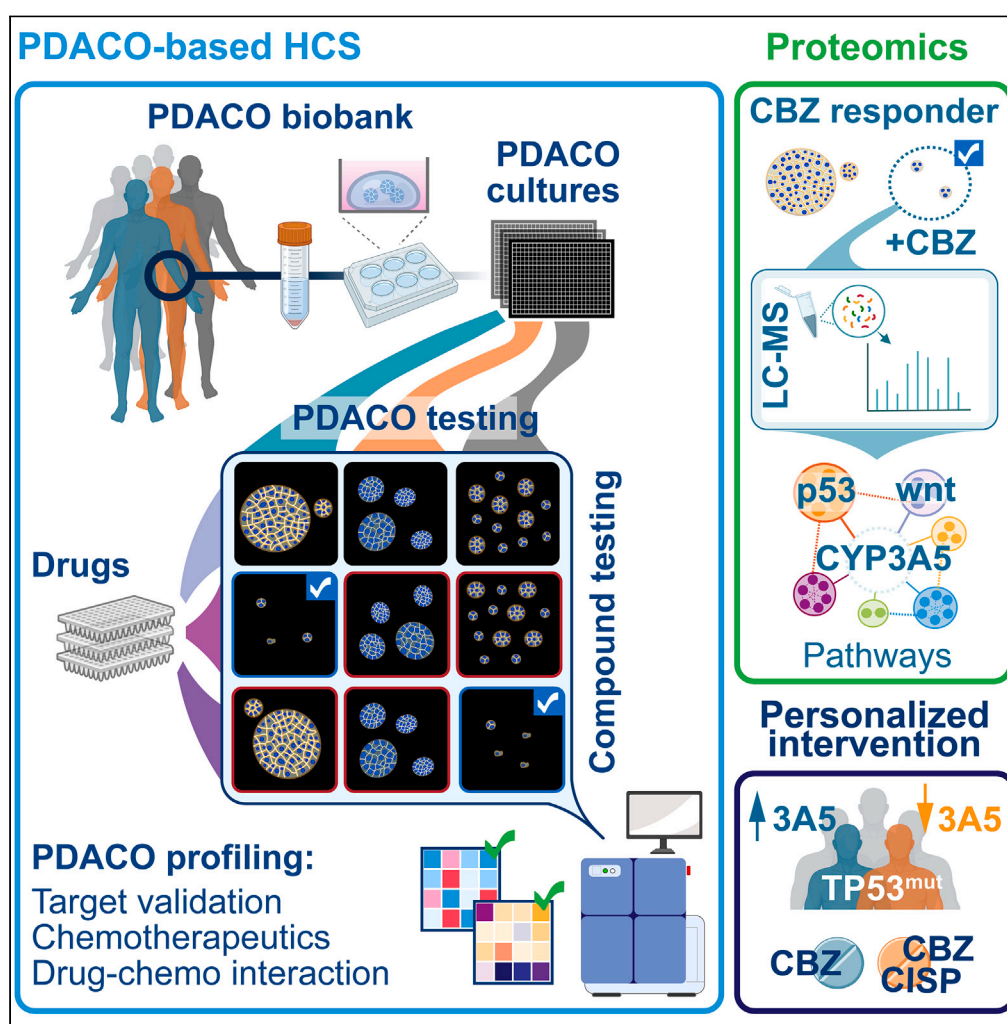 PDACO-based HCS
PDACO biobank
PDACO
cultures
PDACO testing
Drugs
Compound testing
PDACO profiling:
Target validation
Chemotherapeutics
Drug-chemo interaction
Proteomics
CBZ responder
+CBZ
LC-MS
p53
wnt
CYP3A5
Pathways
Personalized
intervention
3A5
3A5
TP53mut
CBZ
CBZ
CISP